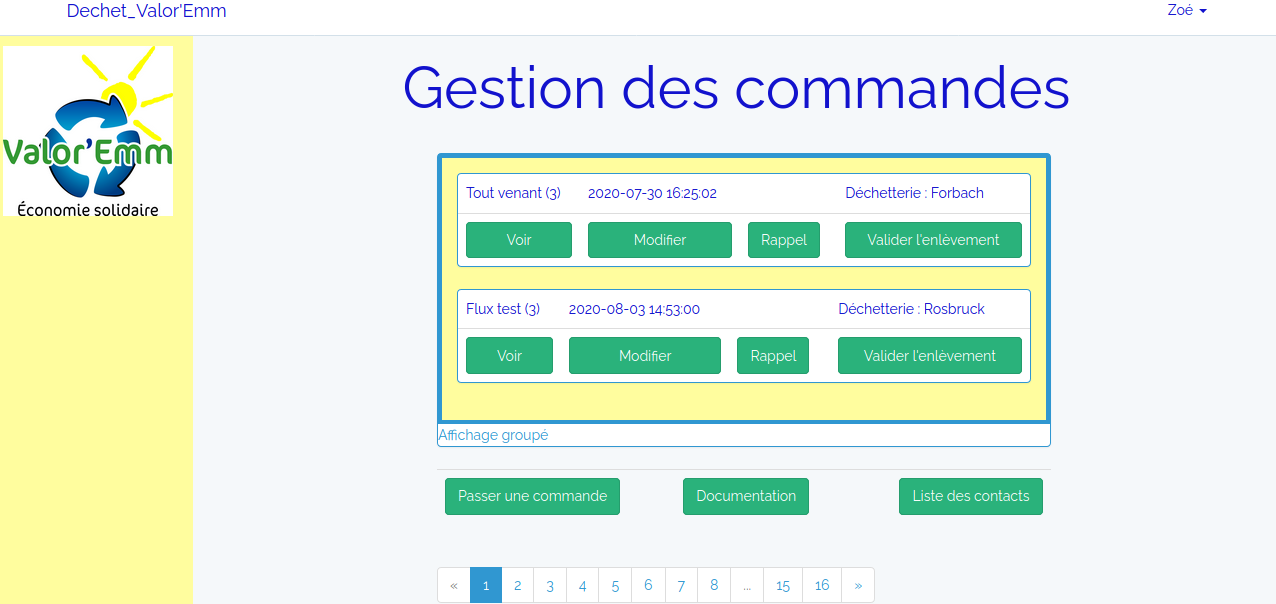 Dechet_Valor'Emm Zoé
Valor'Emm
Économie solidaire
Gestion des commandes
Tout venant (3) 2020-07-30 16:25:02 Déchetterie : Forbach
Voir Modifier Rappel Valider l'enlèvement
Flux test (3) 2020-08-03 14:53:00 Déchetterie : Rosbruck
Voir Modifier Rappel Valider l'enlèvement
Affichage groupé
Passer une commande Documentation Liste des contacts
« 1 2 3 4 5 6 7 8 ... 15 16 »